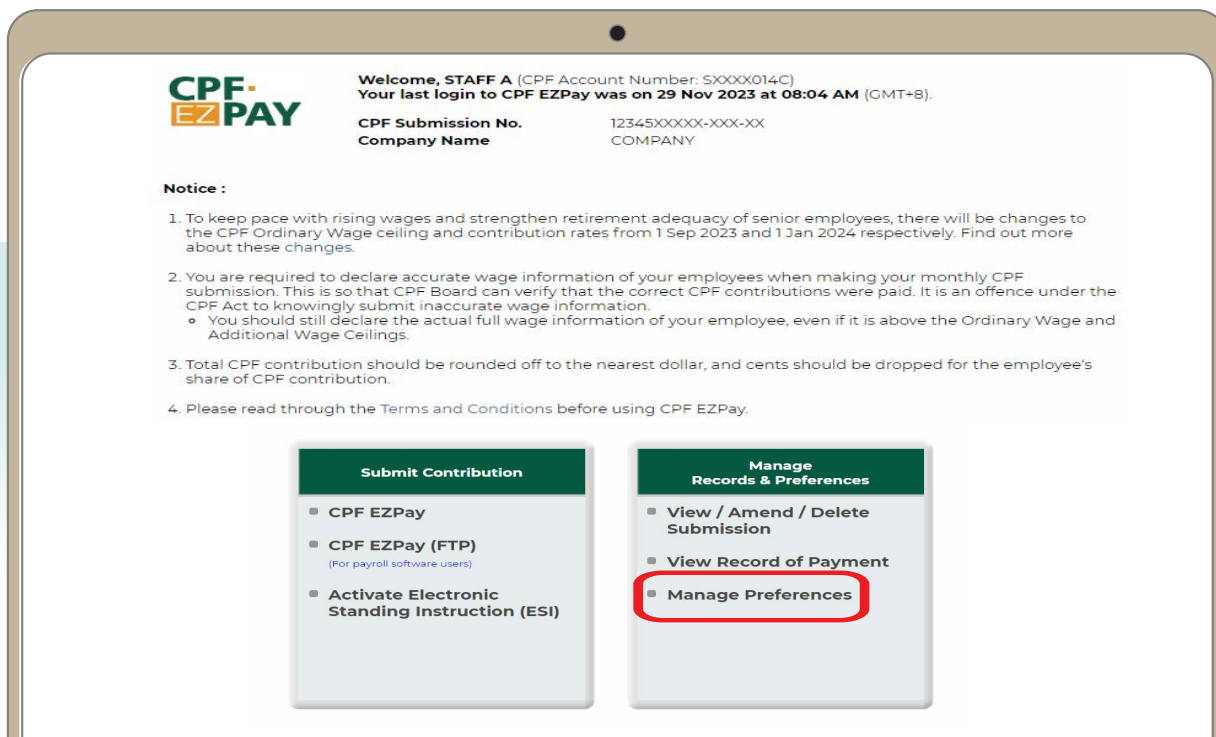 CPF
EZ PAY
Welcome, STAFF A (CPF Account Number: SXXXX014C)
Your last login to CPF EZPay was on 29 Nov 2023 at 08:04 AM (GMT+8).
CPF Submission No. 12345XXXXX-XXX-XX
Company Name COMPANY
Notice :
1. To keep pace with rising wages and strengthen retirement adequacy of senior employees, there will be changes to
the CPF Ordinary Wage ceiling and contribution rates from 1 Sep 2023 and 1 Jan 2024 respectively. Find out more
about these changes.
2. You are required to declare accurate wage information of your employees when making your monthly CPF
submission. This is so that CPF Board can verify that the correct CPF contributions were paid. It is an offence under the
CPF Act to knowingly submit inaccurate wage information.
You should still declare the actual full wage information of your employee, even if it is above the Ordinary Wage and
Additional Wage Ceilings.
3. Total CPF contribution should be rounded off to the nearest dollar, and cents should be dropped for the employee's
share of CPF contribution.
4. Please read through the Terms and Conditions before using CPF EZPay.
Submit Contribution
CPF EZPay
CPF EZPay (FTP)
(For payroll software users)
Activate Electronic
Standing Instruction (ESI)
Manage
Records & Preferences
View / Amend / Delete
Submission
View Record of Payment
Manage Preferences